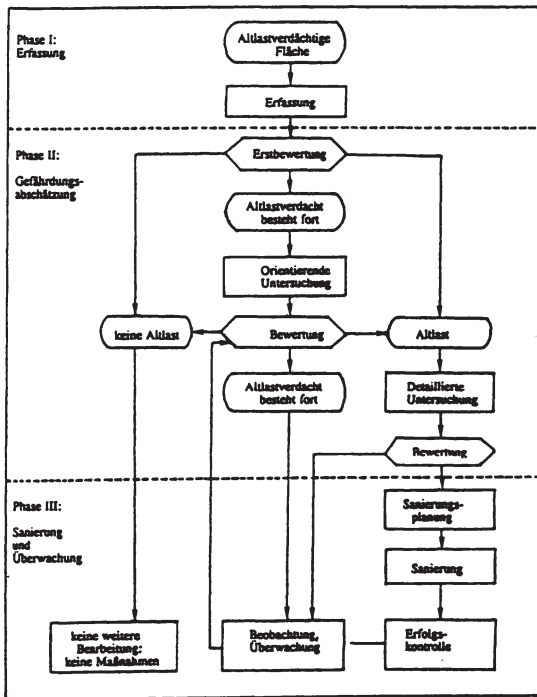 Phase I:
Erfassung
Altlastverdächtige
Fläche
Erfassung
Phase II:
Gefährdungs-
abschätzung
Erstbewertung
Altlastverdacht
besteht fort
Orientierende
Untersuchung
keine Altlast
Bewertung
Altlast
Altlastverdacht
besteht fort
Detaillierte
Untersuchung
Bewertung
Phase III:
Sanierung
und
Überwachung
Sanierungs-
planung
Sanierung
keine weitere
Bearbeitung;
keine Maßnahmen
Beobachtung,
Überwachung
Erfolgs-
kontrolle